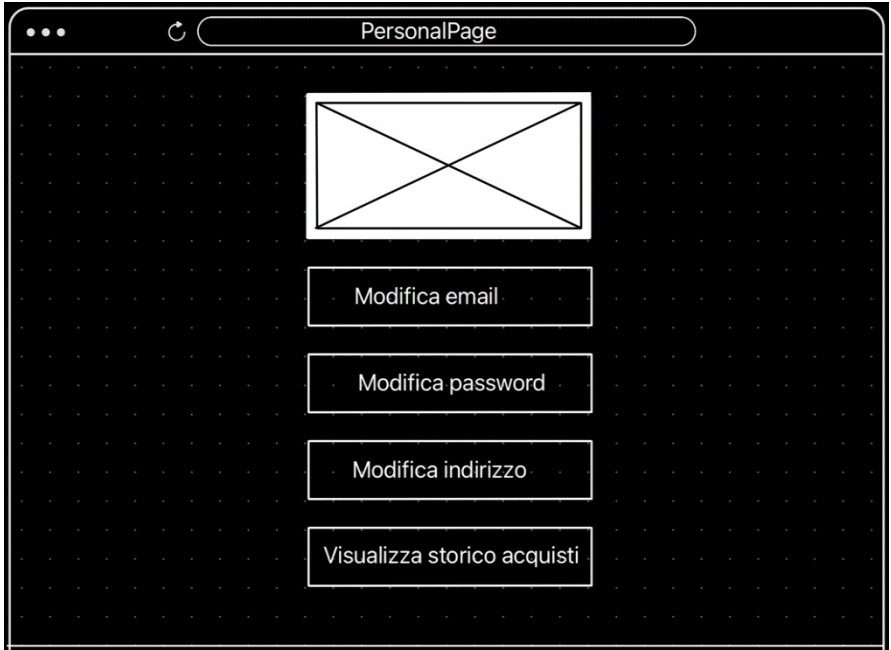 PersonalPage
Modifica email
Modifica password
Modifica indirizzo
Visualizza storico acquisti